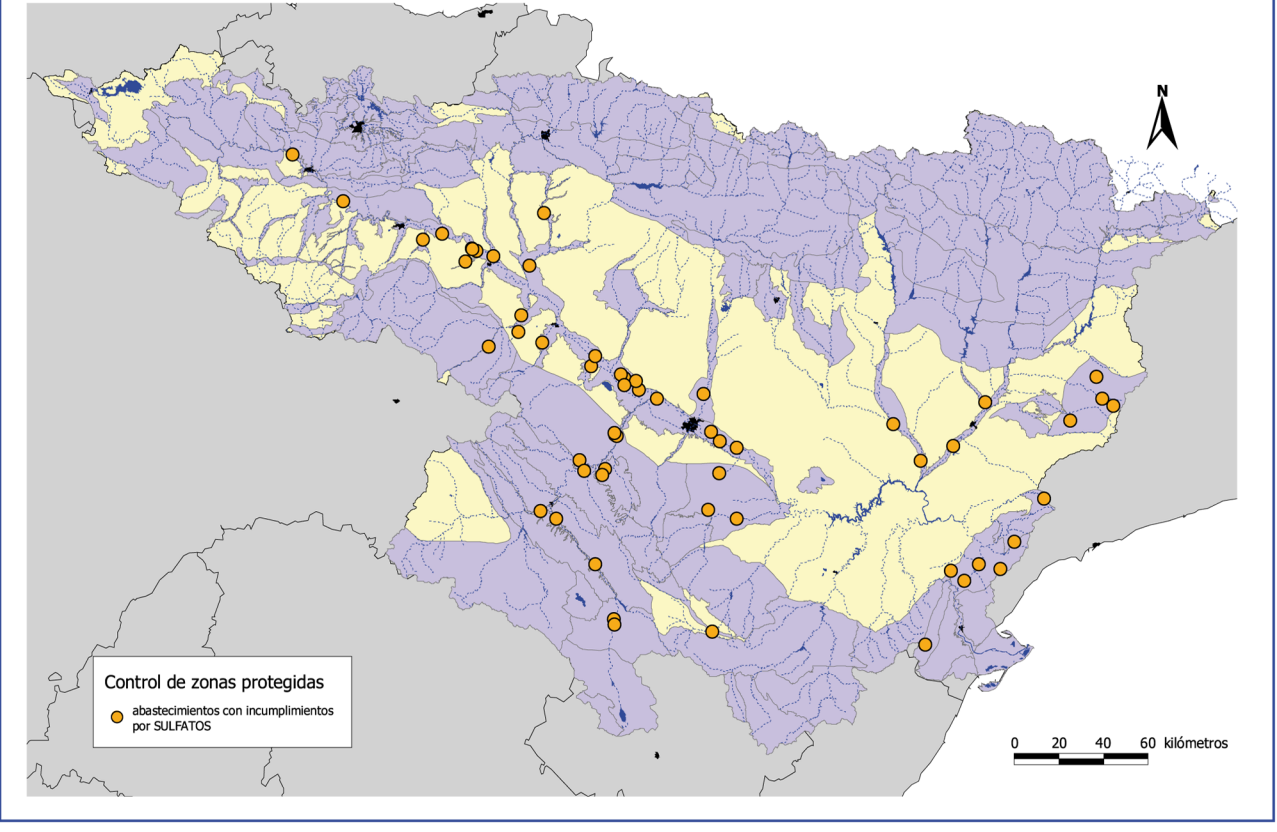 N
Control de zonas protegidas
abastecimientos con incumplimientos
por SULFATOS
0 20 40 60 kilómetros